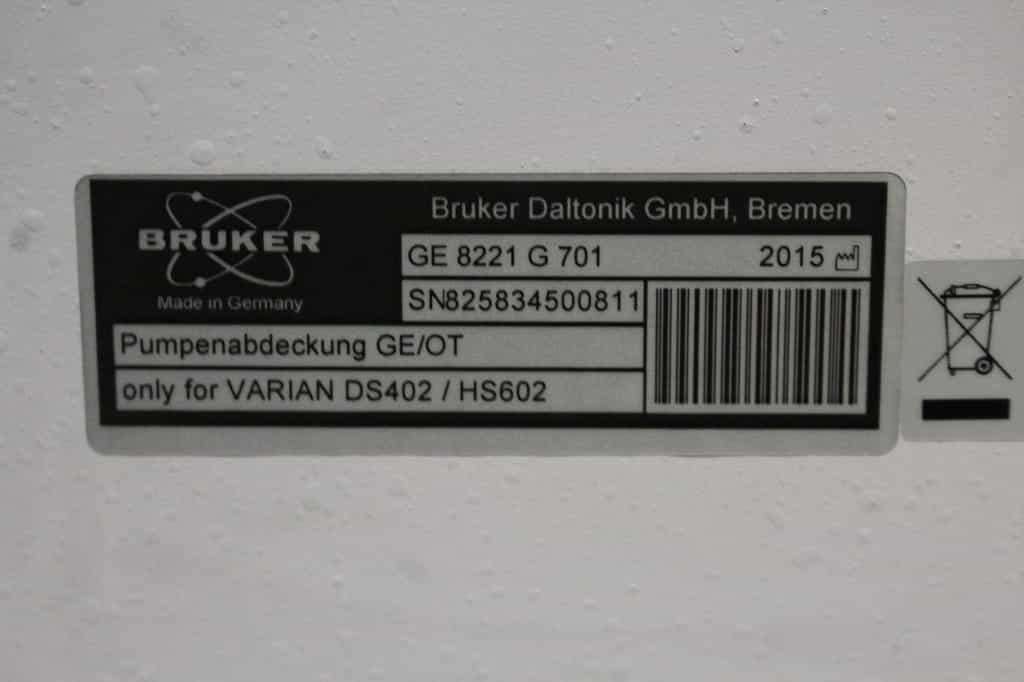 BRUKER
Made in Germany
Bruker Daltonik GmbH, Bremen
GE 8221 G 701 2015
SN825834500811
Pumpenabdeckung GE/OT
only for VARIAN DS402 / HS602